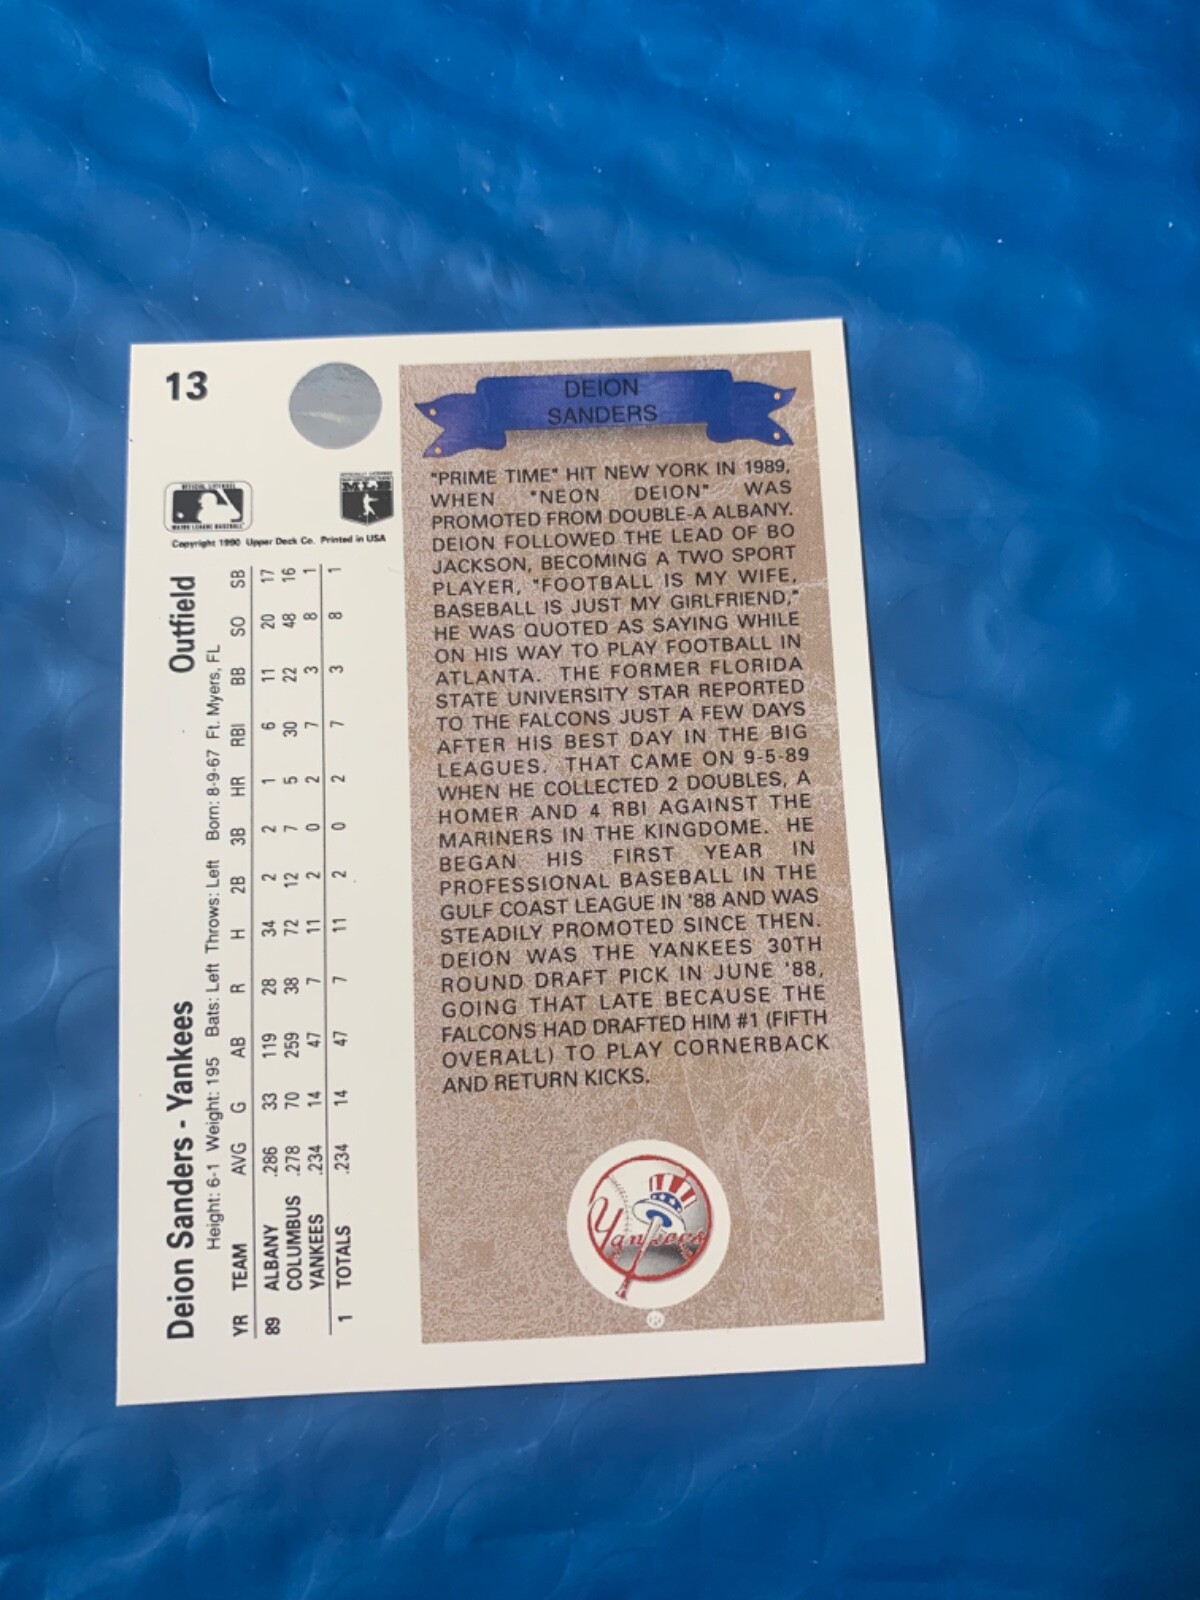 13
OFFICIAL LICENSEE
MAJOR LEAGUE BASEBALL
MLB
Copyright 1990 Upper Deck Co. Printed in USA
Deion Sanders - Yankees Outfield
Height: 6-1 Weight: 195 Bats: Left Throws: Left Born: 8-9-67 Ft. Myers, FL
YR TEAM AVG G AB R H 2B 3B HR RBI BB SO SB
89 ALBANY .286 33 119 28 34 2 2 1 6 11 20 17
COLUMBUS .278 70 259 38 72 12 7 5 30 22 48 16
YANKEES .234 14 47 7 11 2 0 2 7 3 8 1
1 TOTALS .234 14 47 7 11 2 0 2 7 3 8 1
DEION
SANDERS
"PRIME TIME" HIT NEW YORK IN 1989,
WHEN "NEON DEION" WAS
PROMOTED FROM DOUBLE-A ALBANY.
DEION FOLLOWED THE LEAD OF BO
JACKSON, BECOMING A TWO SPORT
PLAYER, "FOOTBALL IS MY WIFE,
BASEBALL IS JUST MY GIRLFRIEND,"
HE WAS QUOTED AS SAYING WHILE
ON HIS WAY TO PLAY FOOTBALL IN
ATLANTA. THE FORMER FLORIDA
STATE UNIVERSITY STAR REPORTED
TO THE FALCONS JUST A FEW DAYS
AFTER HIS BEST DAY IN THE BIG
LEAGUES. THAT CAME ON 9-5-89
WHEN HE COLLECTED 2 DOUBLES, A
HOMER AND 4 RBI AGAINST THE
MARINERS IN THE KINGDOME. HE
BEGAN HIS FIRST YEAR IN
PROFESSIONAL BASEBALL IN THE
GULF COAST LEAGUE IN '88 AND WAS
STEADILY PROMOTED SINCE THEN.
DEION WAS THE YANKEES 30TH
ROUND DRAFT PICK IN JUNE '88,
GOING THAT LATE BECAUSE THE
FALCONS HAD DRAFTED HIM #1 (FIFTH
OVERALL) TO PLAY CORNERBACK
AND RETURN KICKS.
Yankees
®